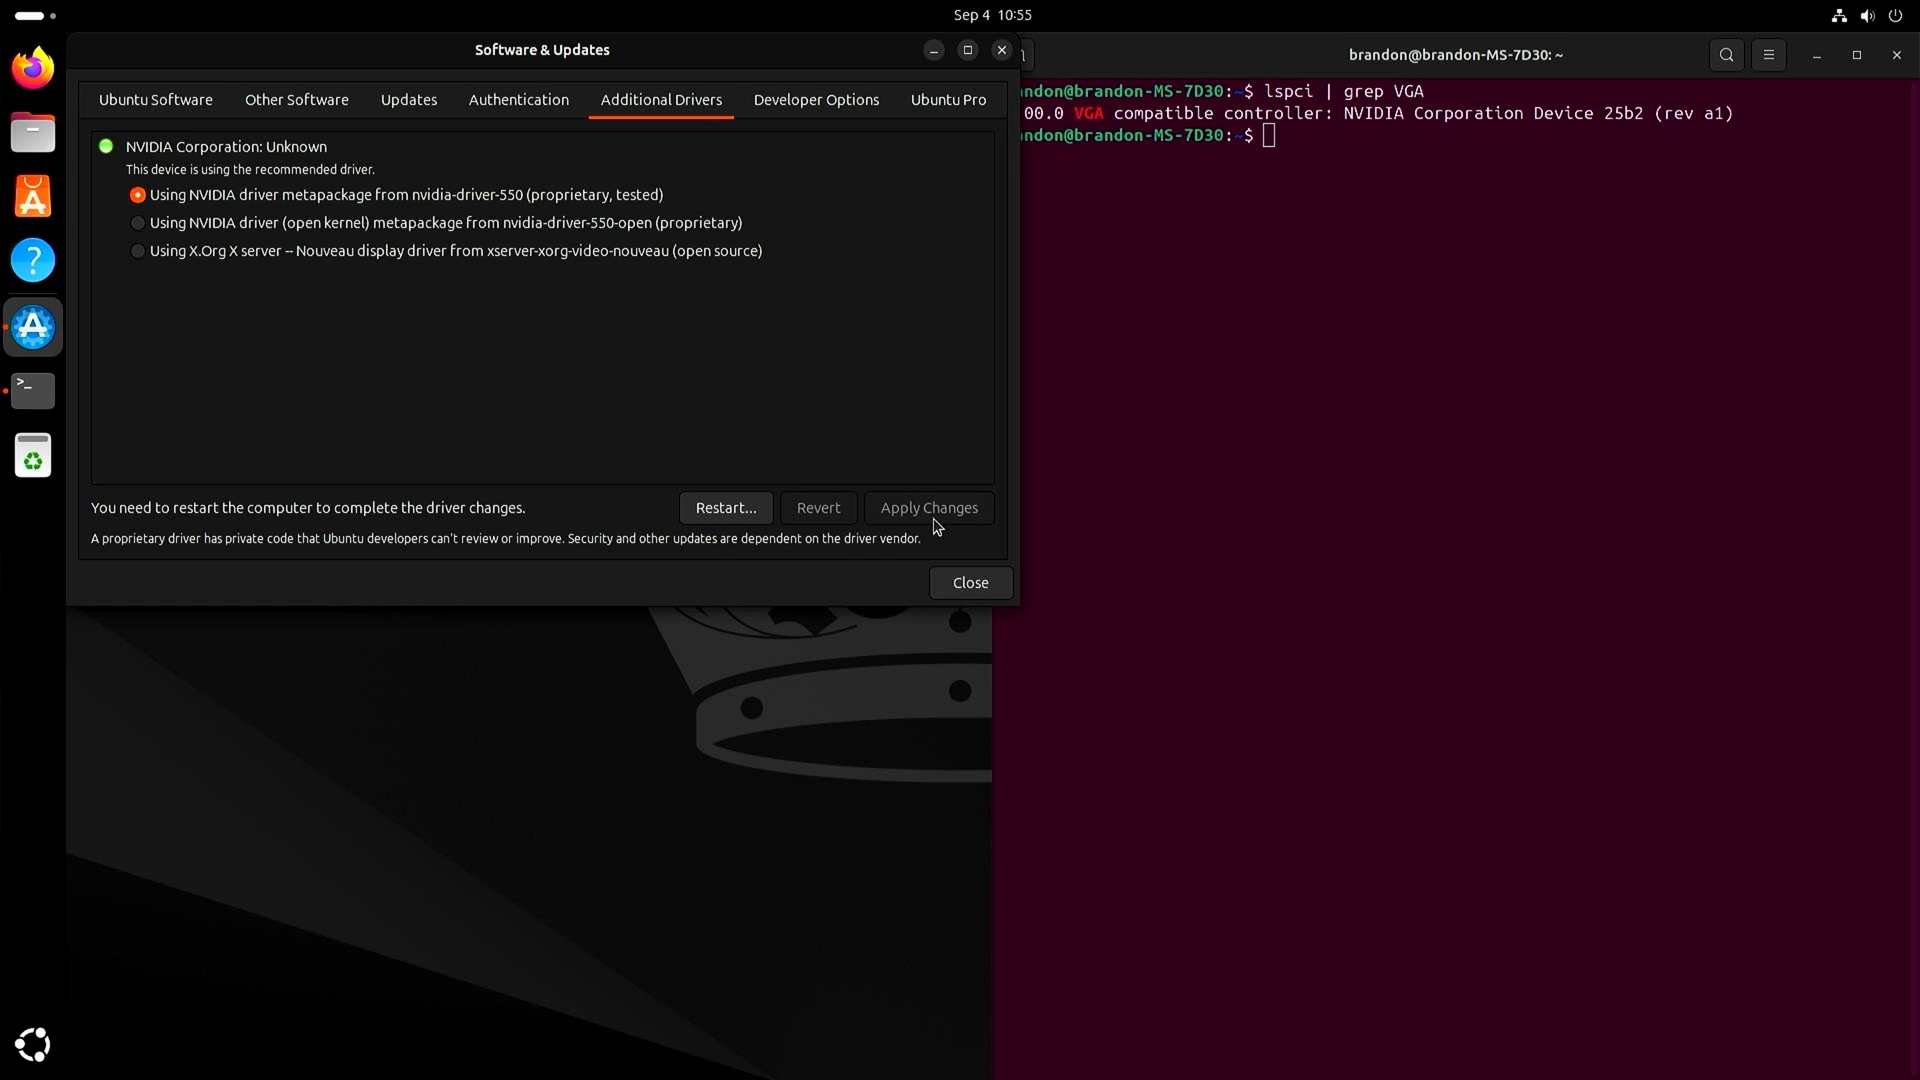 Sep 4 10:55
Software & Updates
Ubuntu Software
Other Software
Updates
Authentication
Additional Drivers
Developer Options
Ubuntu Pro
NVIDIA Corporation: Unknown
This device is using the recommended driver.
Using NVIDIA driver metapackage from nvidia-driver-550 (proprietary, tested)
Using NVIDIA driver (open kernel) metapackage from nvidia-driver-550-open (proprietary)
Using X.Org X server -- Nouveau display driver from xserver-xorg-video-nouveau (open source)
You need to restart the computer to complete the driver changes.
Restart...
Revert
Apply Changes
A proprietary driver has private code that Ubuntu developers can't review or improve. Security and other updates are dependent on the driver vendor.
Close
brandon@brandon-MS-7D30: ~
ndon@brandon-MS-7D30:~$ lspci | grep VGA
00.0 VGA compatible controller: NVIDIA Corporation Device 25b2 (rev a1)
ndon@brandon-MS-7D30:~$